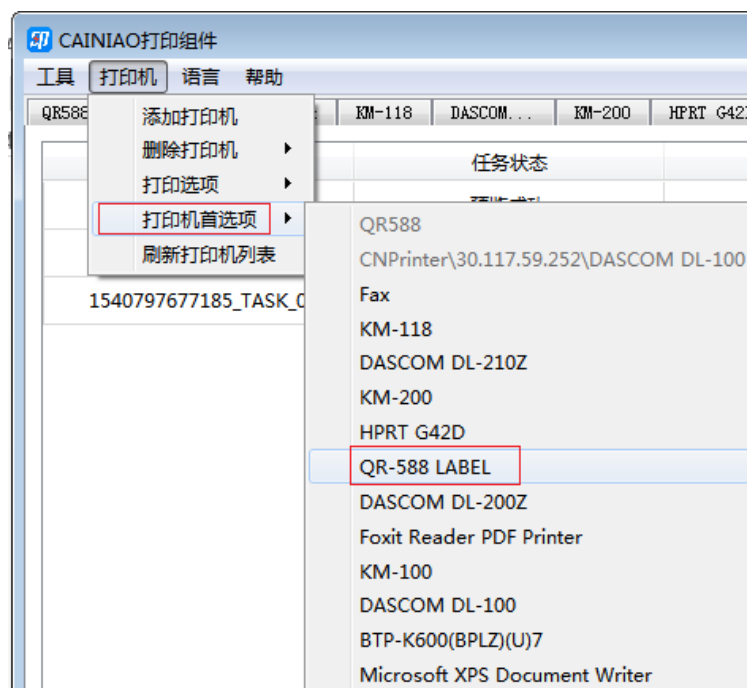 CAINIAO打印组件
工具 打印机 语言 帮助
QR588 KM-118 DASCOM... KM-200 HPRT G42
添加打印机
删除打印机
打印选项
打印机首选项
刷新打印机列表
任务状态
1540797677185_TASK_0
QR588
CNPrinter\30.117.59.252\DASCOM DL-100
Fax
KM-118
DASCOM DL-210Z
KM-200
HPRT G42D
QR-588 LABEL
DASCOM DL-200Z
Foxit Reader PDF Printer
KM-100
DASCOM DL-100
BTP-K600(BPLZ)(U)7
Microsoft XPS Document Writer